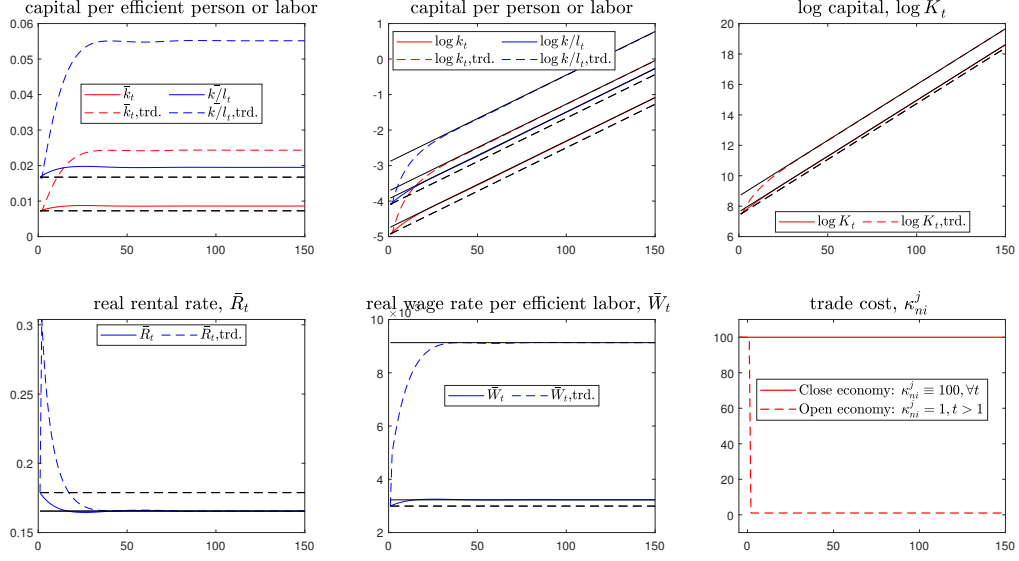 capital per efficient person or labor
0.06
0.05
0.04
0.03
0.02
0.01
0
0 50 100 150
k̄_t k̄/l_t
k̄_t,trd. k̄/l_t,trd.
capital per person or labor
1
0
-1
-2
-3
-4
-5
0 50 100 150
log k_t log k/l_t
log k_t,trd. log k/l_t,trd.
log capital, log K_t
20
18
16
14
12
10
8
6
0 50 100 150
log K_t log K_t,trd.
real rental rate, R̄_t
0.3
0.25
0.2
0.15
0 50 100 150
R̄_t R̄_t,trd.
real wage rate per efficient labor, W̄_t
10
8
6
4
2
0 50 100 150
W̄_t W̄_t,trd.
trade cost, κ_{ni}^j
100
80
60
40
20
0
0 50 100 150
Close economy: κ_{ni}^j ≡ 100, ∀t
Open economy: κ_{ni}^j = 1, t > 1